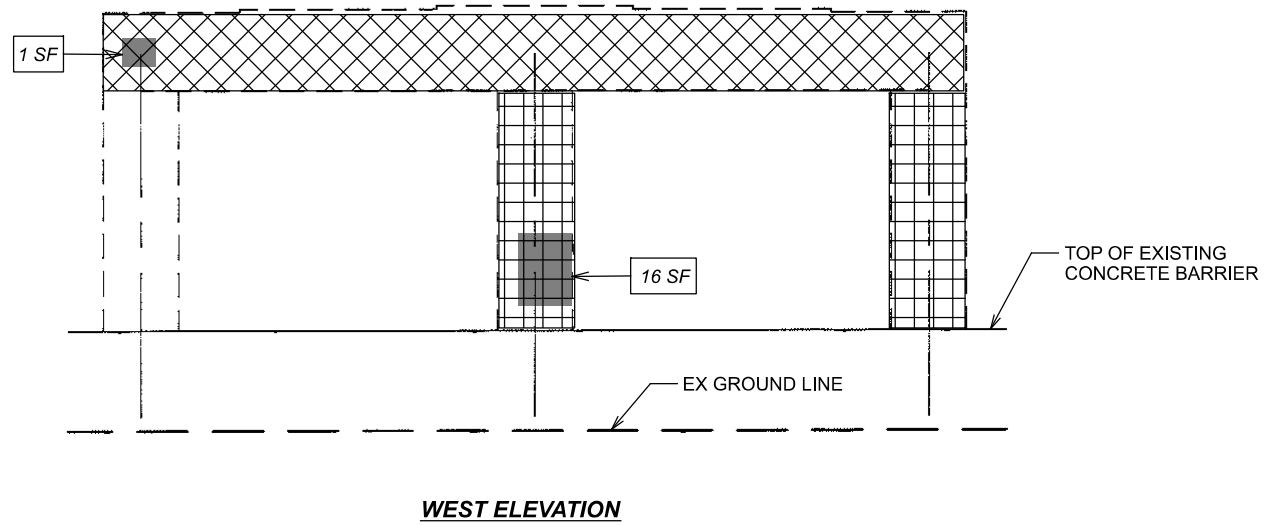 1 SF
16 SF
TOP OF EXISTING
CONCRETE BARRIER
EX GROUND LINE
WEST ELEVATION